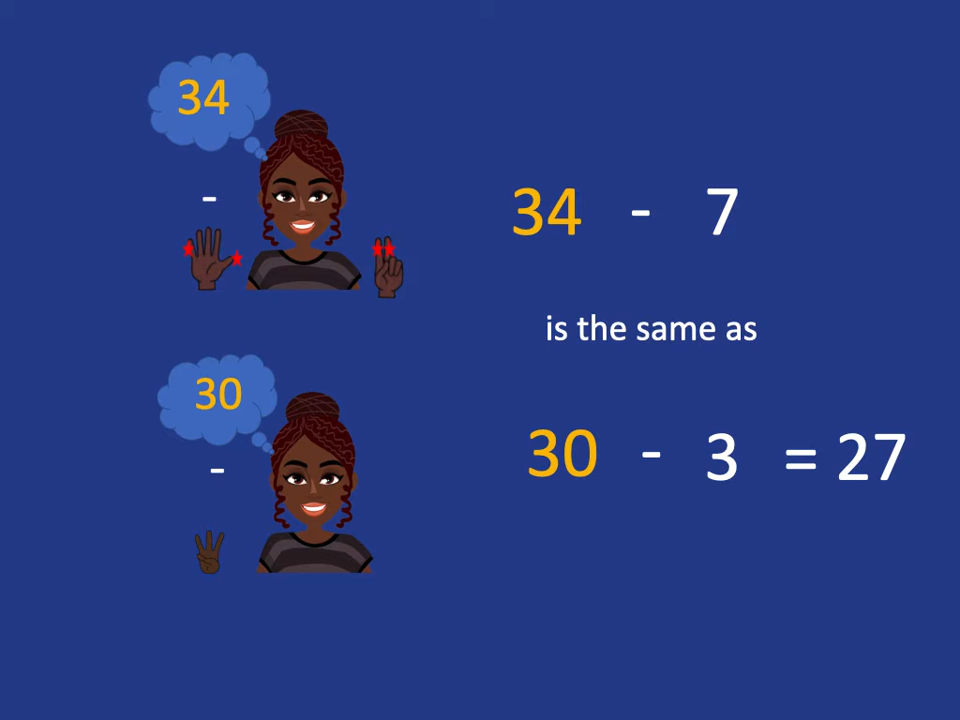 34
-
34 - 7
is the same as
30
-
30 - 3 = 27